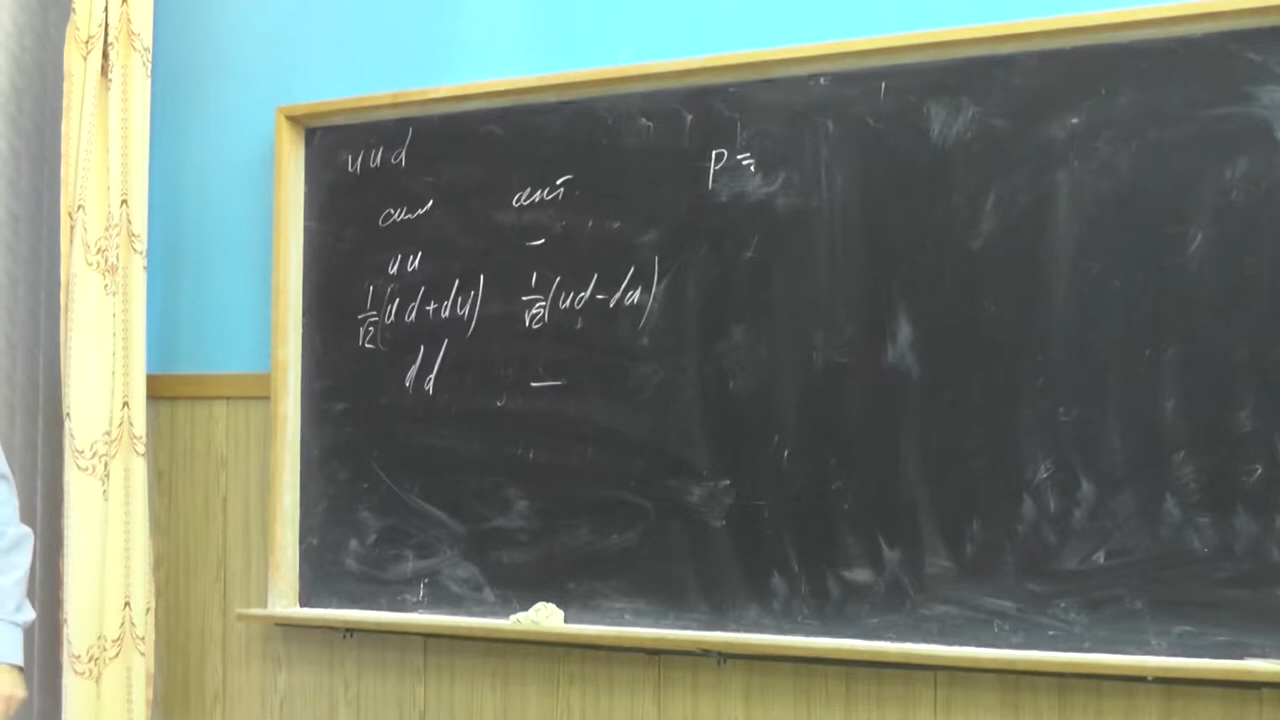 uud
p =
сим ант.
uu —
1/√2 (ud+du) 1/√2 (ud-du)
dd —